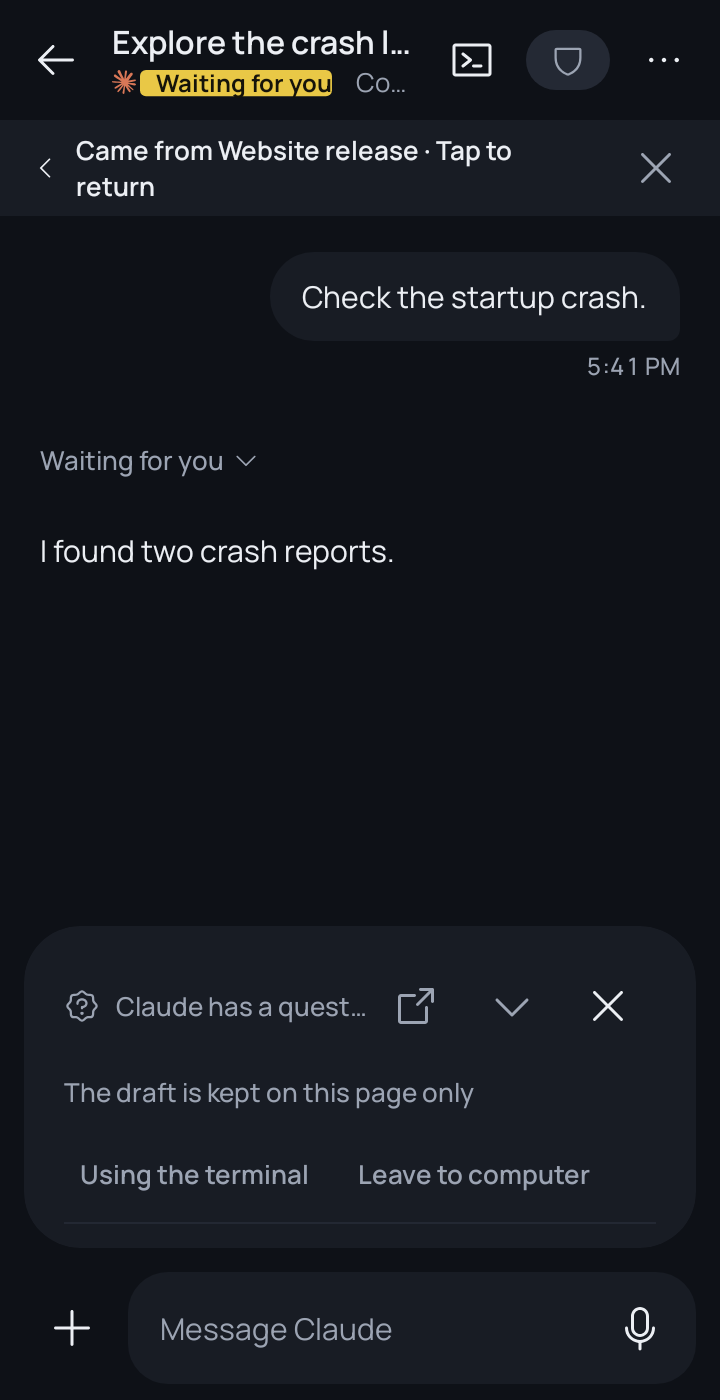 Explore the crash l...
Waiting for you Co...
Came from Website release · Tap to
return
Check the startup crash.
5:41 PM
Waiting for you
I found two crash reports.
Claude has a quest...
The draft is kept on this page only
Using the terminal Leave to computer
Message Claude